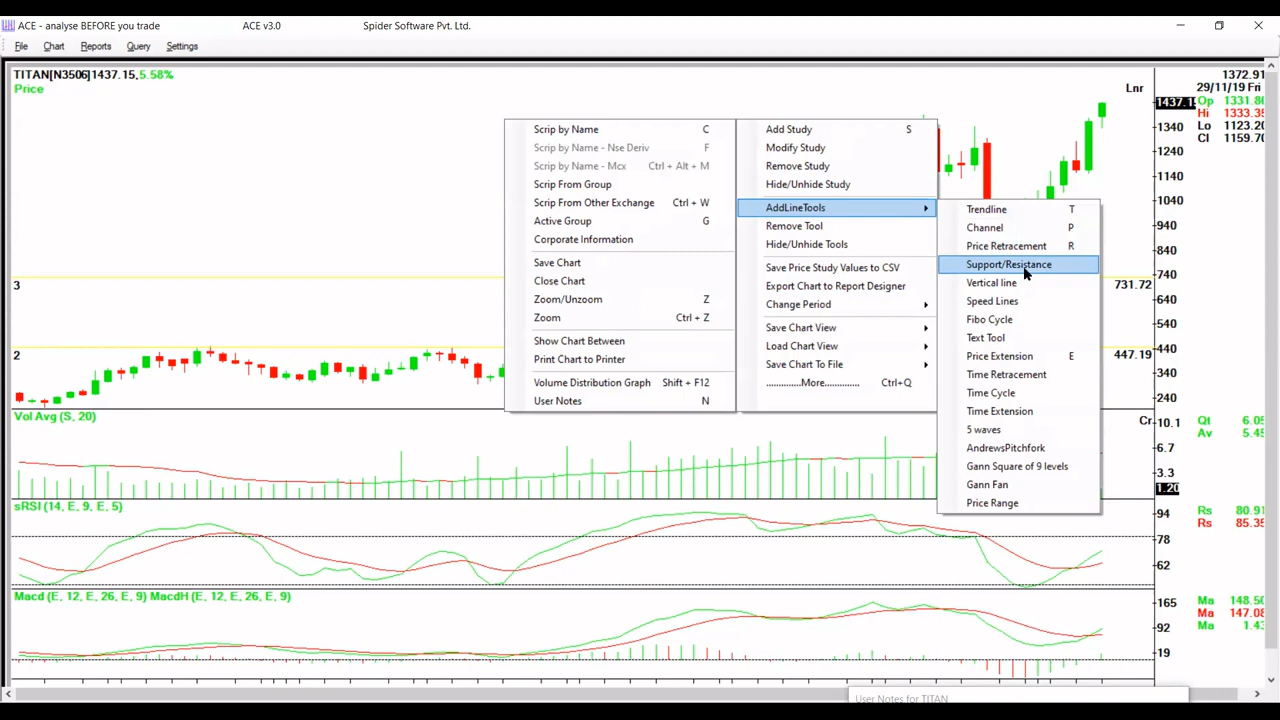 ACE - analyse BEFORE you trade ACE v3.0 Spider Software Pvt. Ltd.
File Chart Reports Query Settings
TITAN[N3506]1437.15,5.58%
Price
Lnr
1372.91
29/11/19 Fri
Op 1331.80
Hi 1333.35
Lo 1123.20
Cl 1159.70
1437.1
1340
1240
1140
1040
940
840
740
640
540
440
340
240
3
731.72
2
447.19
Scrip by Name C
Scrip by Name - Nse Deriv F
Scrip by Name - Mcx Ctrl + Alt + M
Scrip From Group
Scrip From Other Exchange Ctrl + W
Active Group G
Corporate Information
Save Chart
Close Chart
Zoom/Unzoom Z
Zoom Ctrl + Z
Show Chart Between
Print Chart to Printer
Volume Distribution Graph Shift + F12
User Notes N
Add Study S
Modify Study
Remove Study
Hide/Unhide Study
AddLineTools
Remove Tool
Hide/Unhide Tools
Save Price Study Values to CSV
Export Chart to Report Designer
Change Period
Save Chart View
Load Chart View
Save Chart To File
..............More.............. Ctrl+Q
Trendline T
Channel P
Price Retracement R
Support/Resistance
Vertical line
Speed Lines
Fibo Cycle
Text Tool
Price Extension E
Time Retracement
Time Cycle
Time Extension
5 waves
AndrewsPitchfork
Gann Square of 9 levels
Gann Fan
Price Range
Vol Avg (S, 20)
Cr
10.1
6.7
3.3
1.20
Qt 6.05
Av 5.45
sRSI (14, E, 9, E, 5)
94
78
62
Rs 80.91
Rs 85.35
Macd (E, 12, E, 26, E, 9) MacdH (E, 12, E, 26, E, 9)
165
92
19
Ma 148.50
Ma 147.08
Ma 1.43
User Notes for TITAN